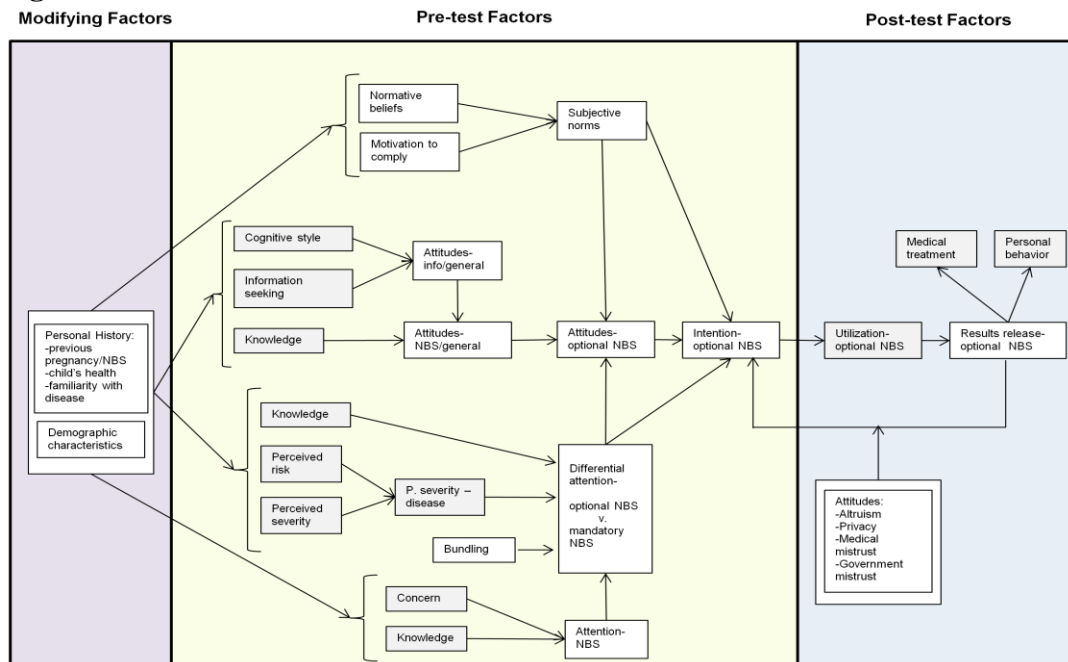 Modifying Factors
Pre-test Factors
Post-test Factors
Normative
beliefs
Motivation to
comply
Subjective
norms
Cognitive style
Information
seeking
Knowledge
Attitudes-
info/general
Attitudes-
NBS/general
Attitudes-
optional NBS
Intention-
optional NBS
Medical
treatment
Personal
behavior
Utilization-
optional NBS
Results release-
optional NBS
Personal History:
-previous
pregnancy/NBS
-child's health
-familiarity with
disease
Demographic
characteristics
Knowledge
Perceived
risk
Perceived
severity
P. severity –
disease
Bundling
Differential
attention-
optional NBS
v.
mandatory
NBS
Attitudes:
-Altruism
-Privacy
-Medical
mistrust
-Government
mistrust
Concern
Knowledge
Attention-
NBS